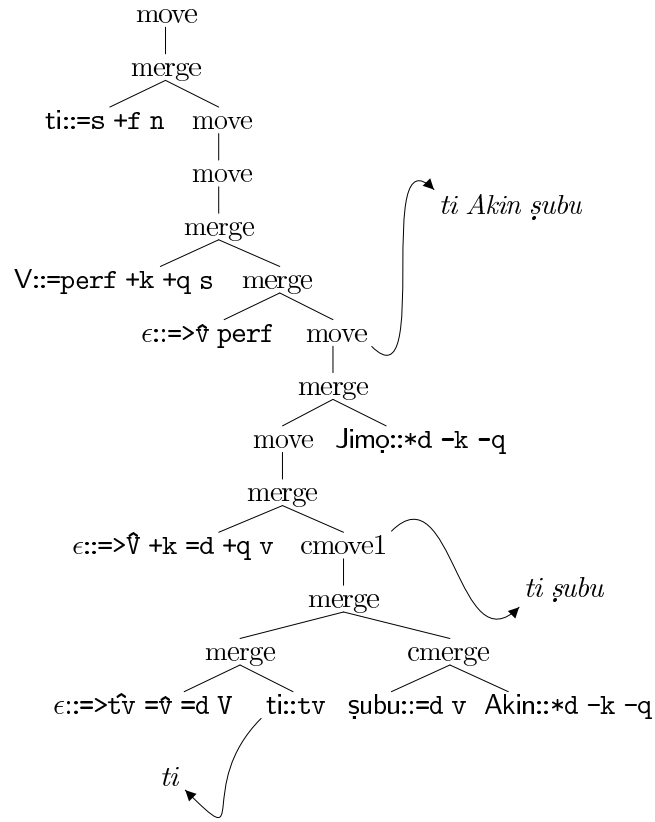 move
merge
ti::=s +f n move
move
merge
ti Akin ṣubu
V::=perf +k +q s merge
ϵ::=>v̂ perf move
merge
move Jimọ::*d -k -q
merge
ϵ::=>V̂ +k =d +q v cmove1
ti ṣubu
merge
merge cmerge
ϵ::=>t̂v =v̂ =d V ti::tv ṣubu::=d v Akin::*d -k -q
ti